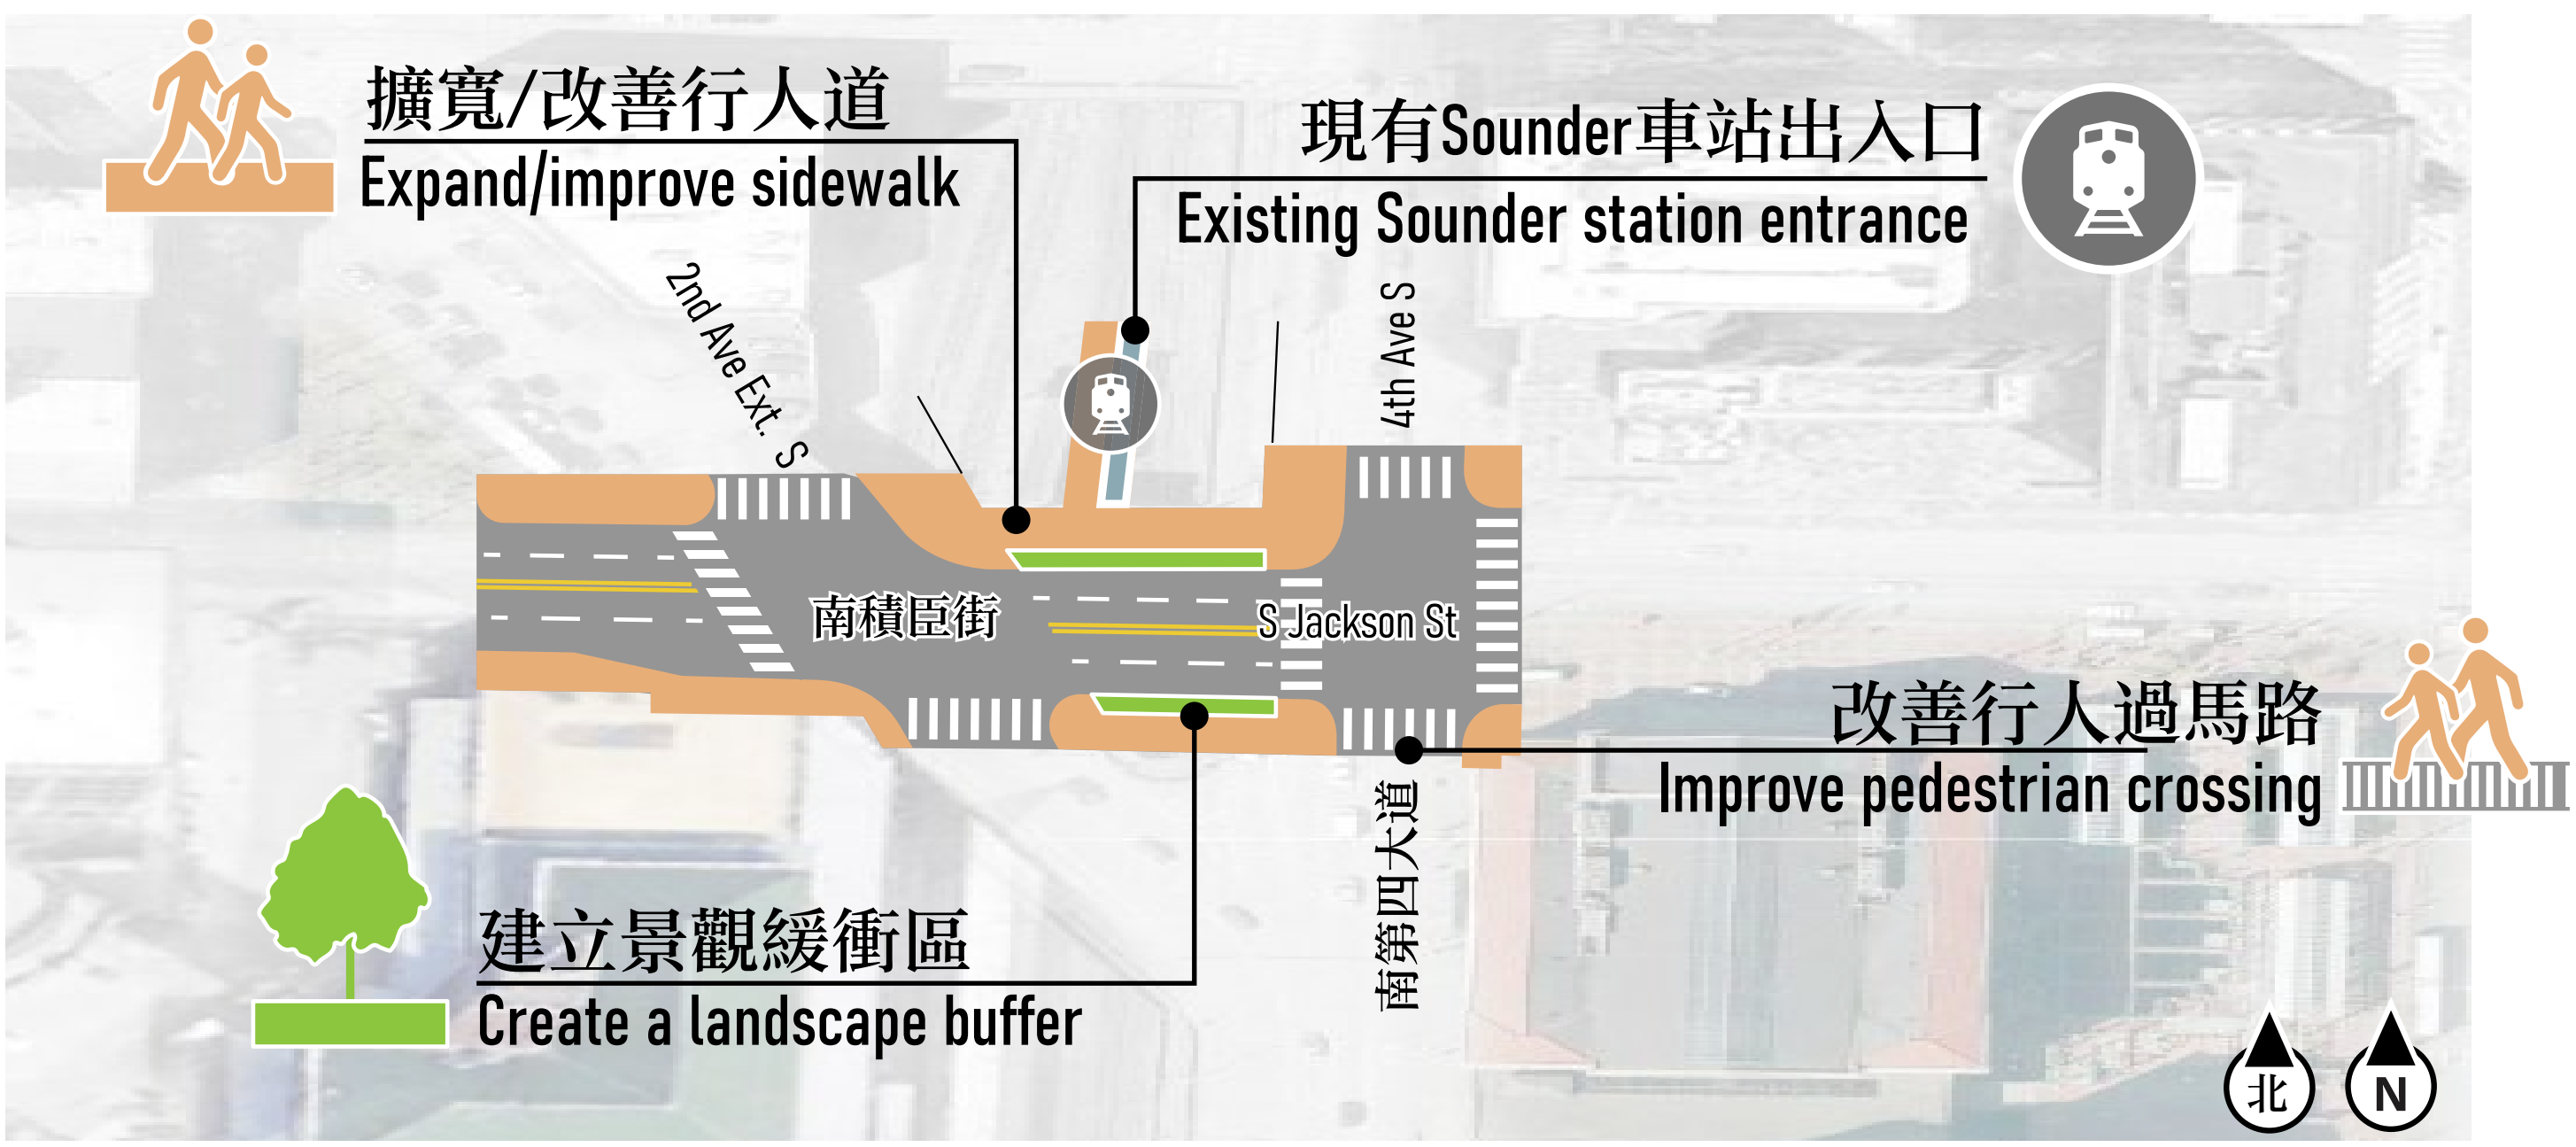 擴寬/改善行人道
Expand/improve sidewalk
現有Sounder車站出入口
Existing Sounder station entrance
2nd Ave Ext. S
4th Ave S
南積臣街
S Jackson St
改善行人過馬路
Improve pedestrian crossing
南第四大道
建立景觀緩衝區
Create a landscape buffer
北
N